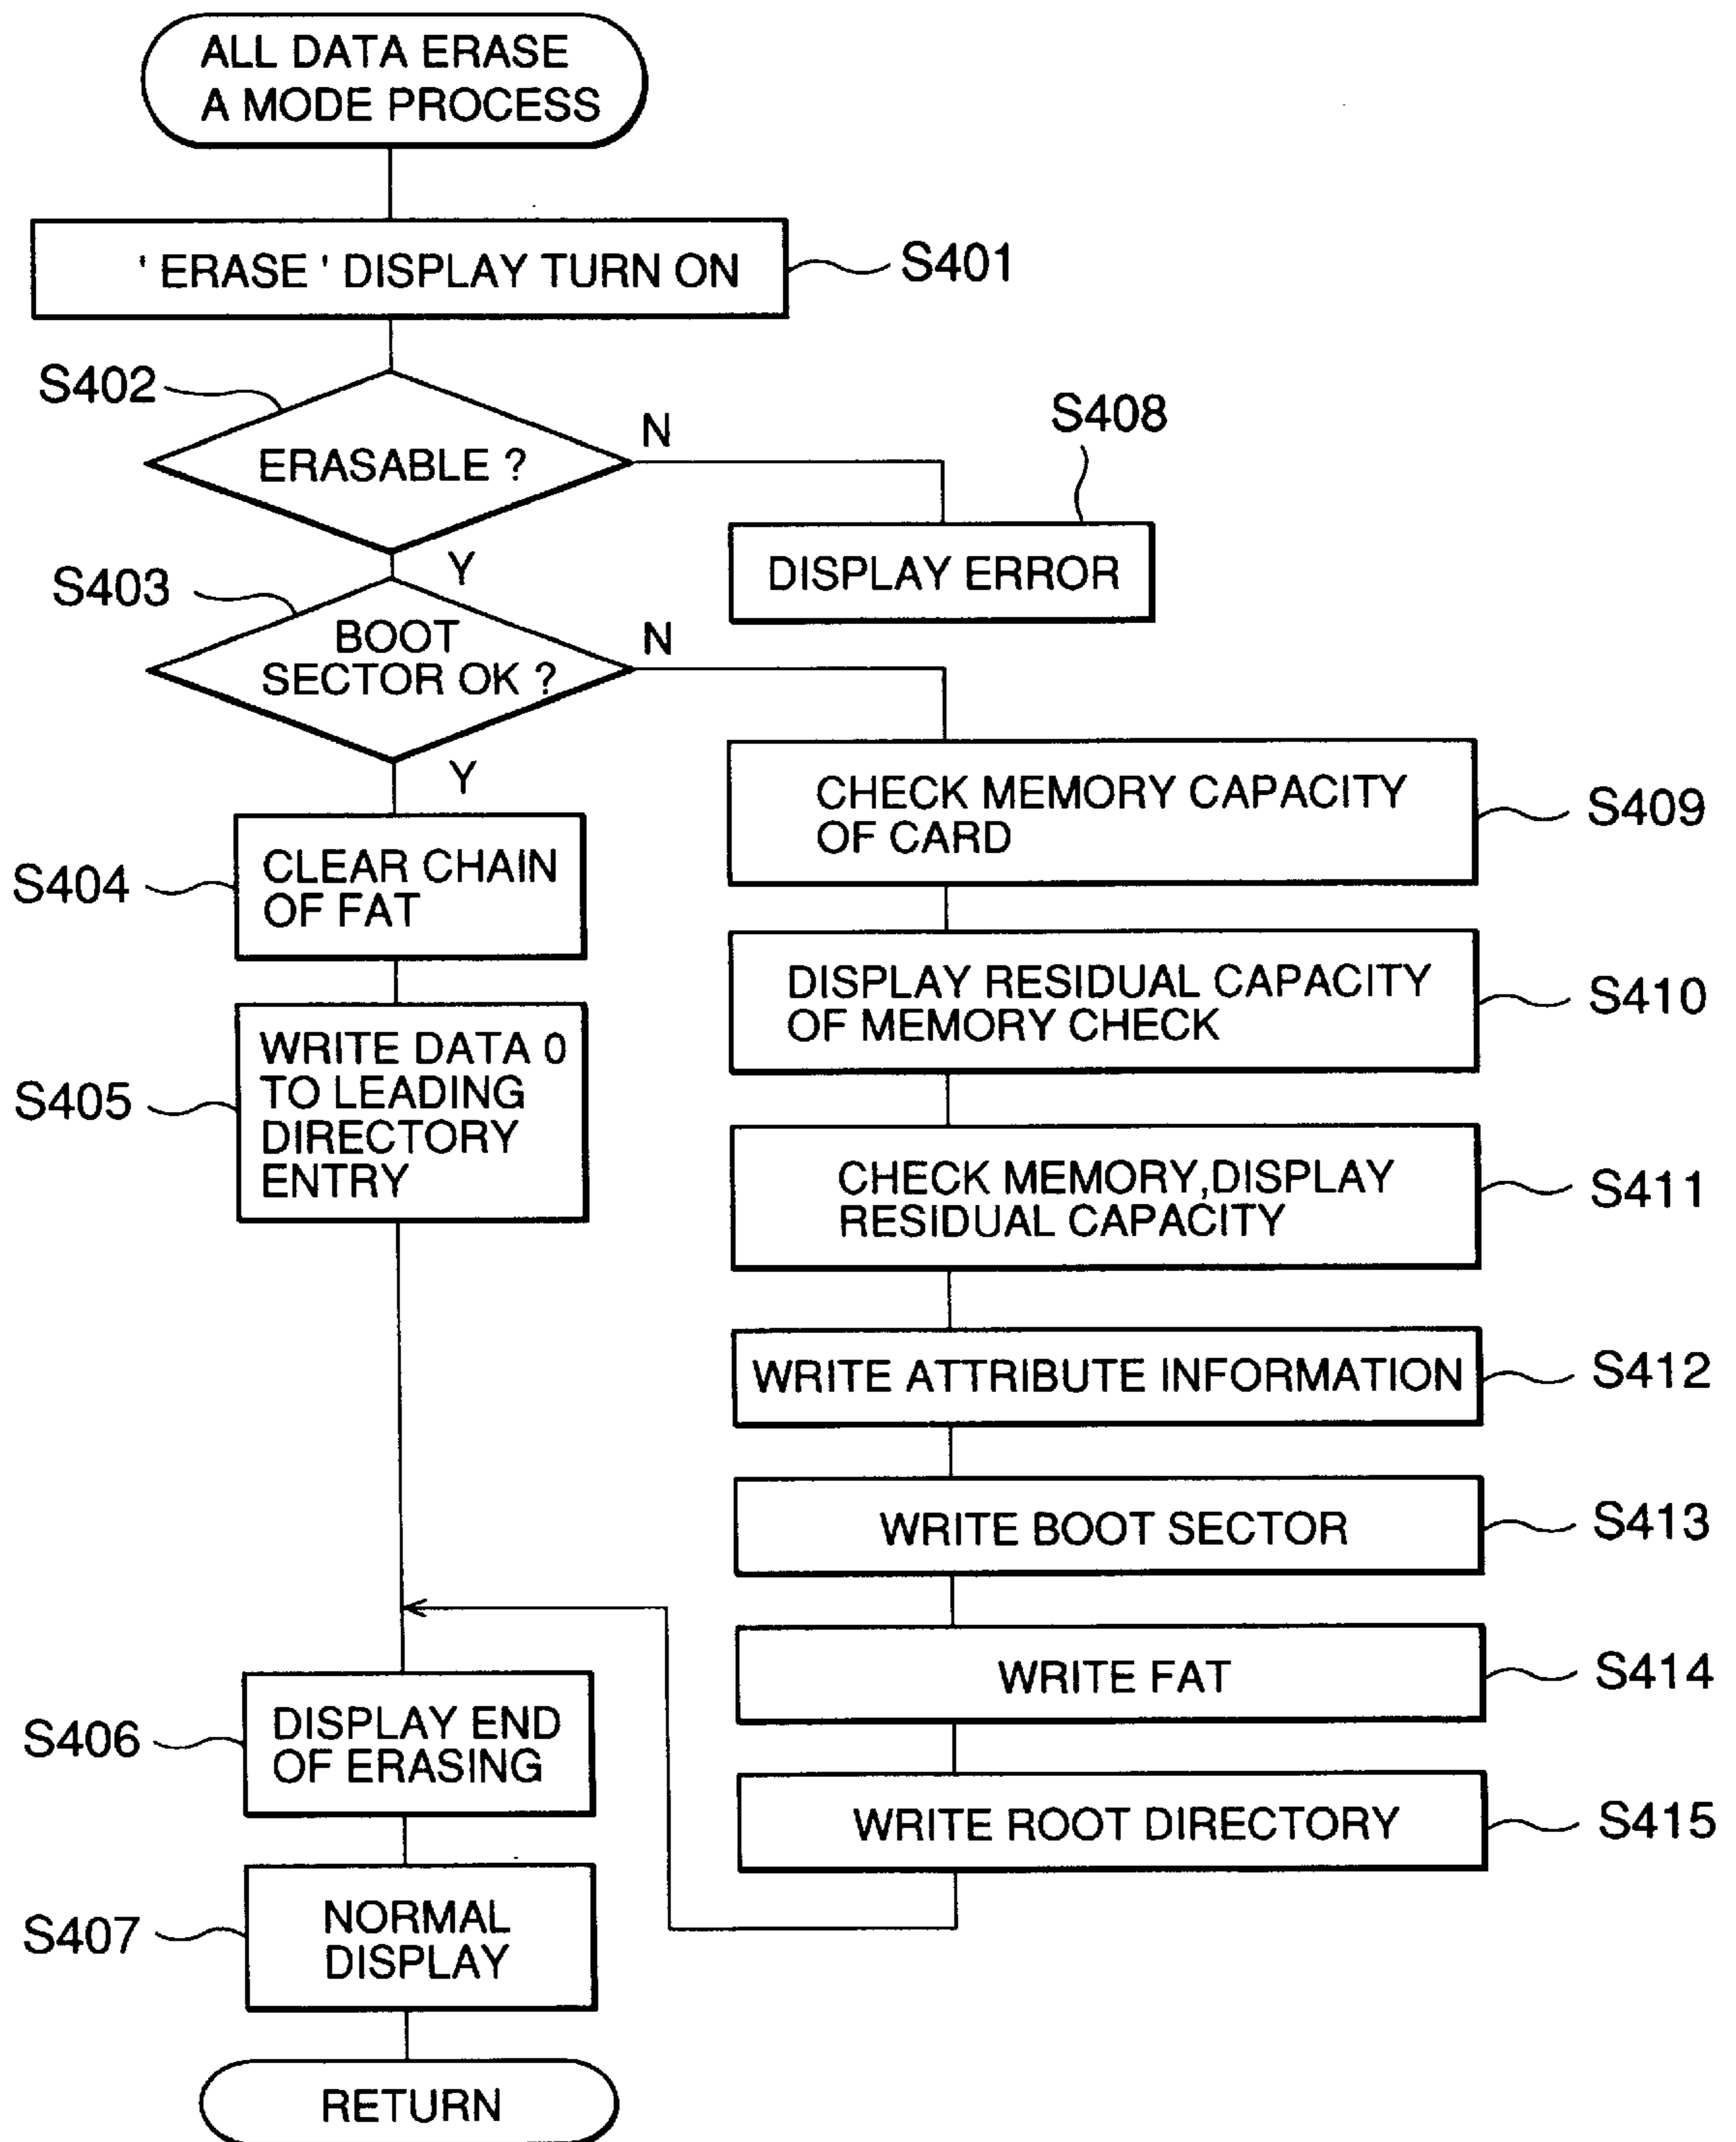 ALL DATA ERASE
A MODE PROCESS
' ERASE ' DISPLAY TURN ON
S401
S402
ERASABLE ?
N
Y
S408
DISPLAY ERROR
S403
BOOT
SECTOR OK ?
N
Y
S404
CLEAR CHAIN
OF FAT
S405
WRITE DATA 0
TO LEADING
DIRECTORY
ENTRY
CHECK MEMORY CAPACITY
OF CARD
S409
DISPLAY RESIDUAL CAPACITY
OF MEMORY CHECK
S410
CHECK MEMORY,DISPLAY
RESIDUAL CAPACITY
S411
WRITE ATTRIBUTE INFORMATION
S412
WRITE BOOT SECTOR
S413
WRITE FAT
S414
WRITE ROOT DIRECTORY
S415
S406
DISPLAY END
OF ERASING
S407
NORMAL
DISPLAY
RETURN